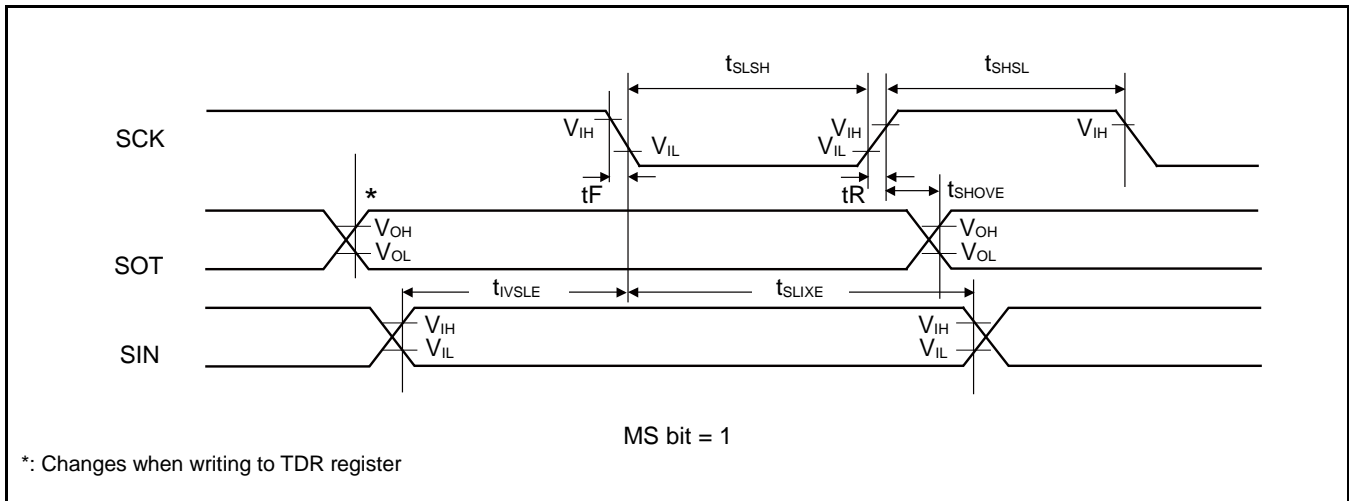 tSLSH
tSHSL
SCK
VIH
VIL
VIH
VIL
VIH
tF
tR
tSHOVE
*
SOT
VOH
VOL
VOH
VOL
tIVSLE
tSLIXE
SIN
VIH
VIL
VIH
VIL
MS bit = 1
*: Changes when writing to TDR register